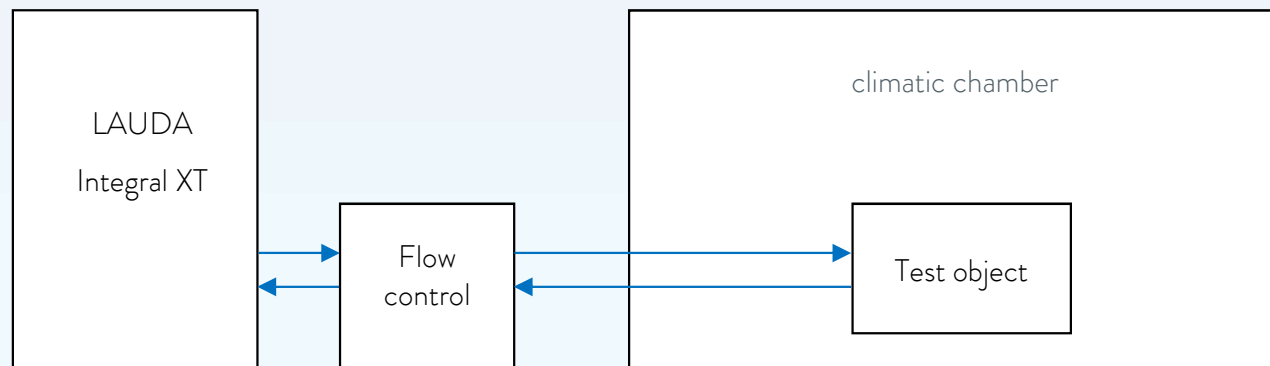 LAUDA
Integral XT
climatic chamber
Flow
control
Test object